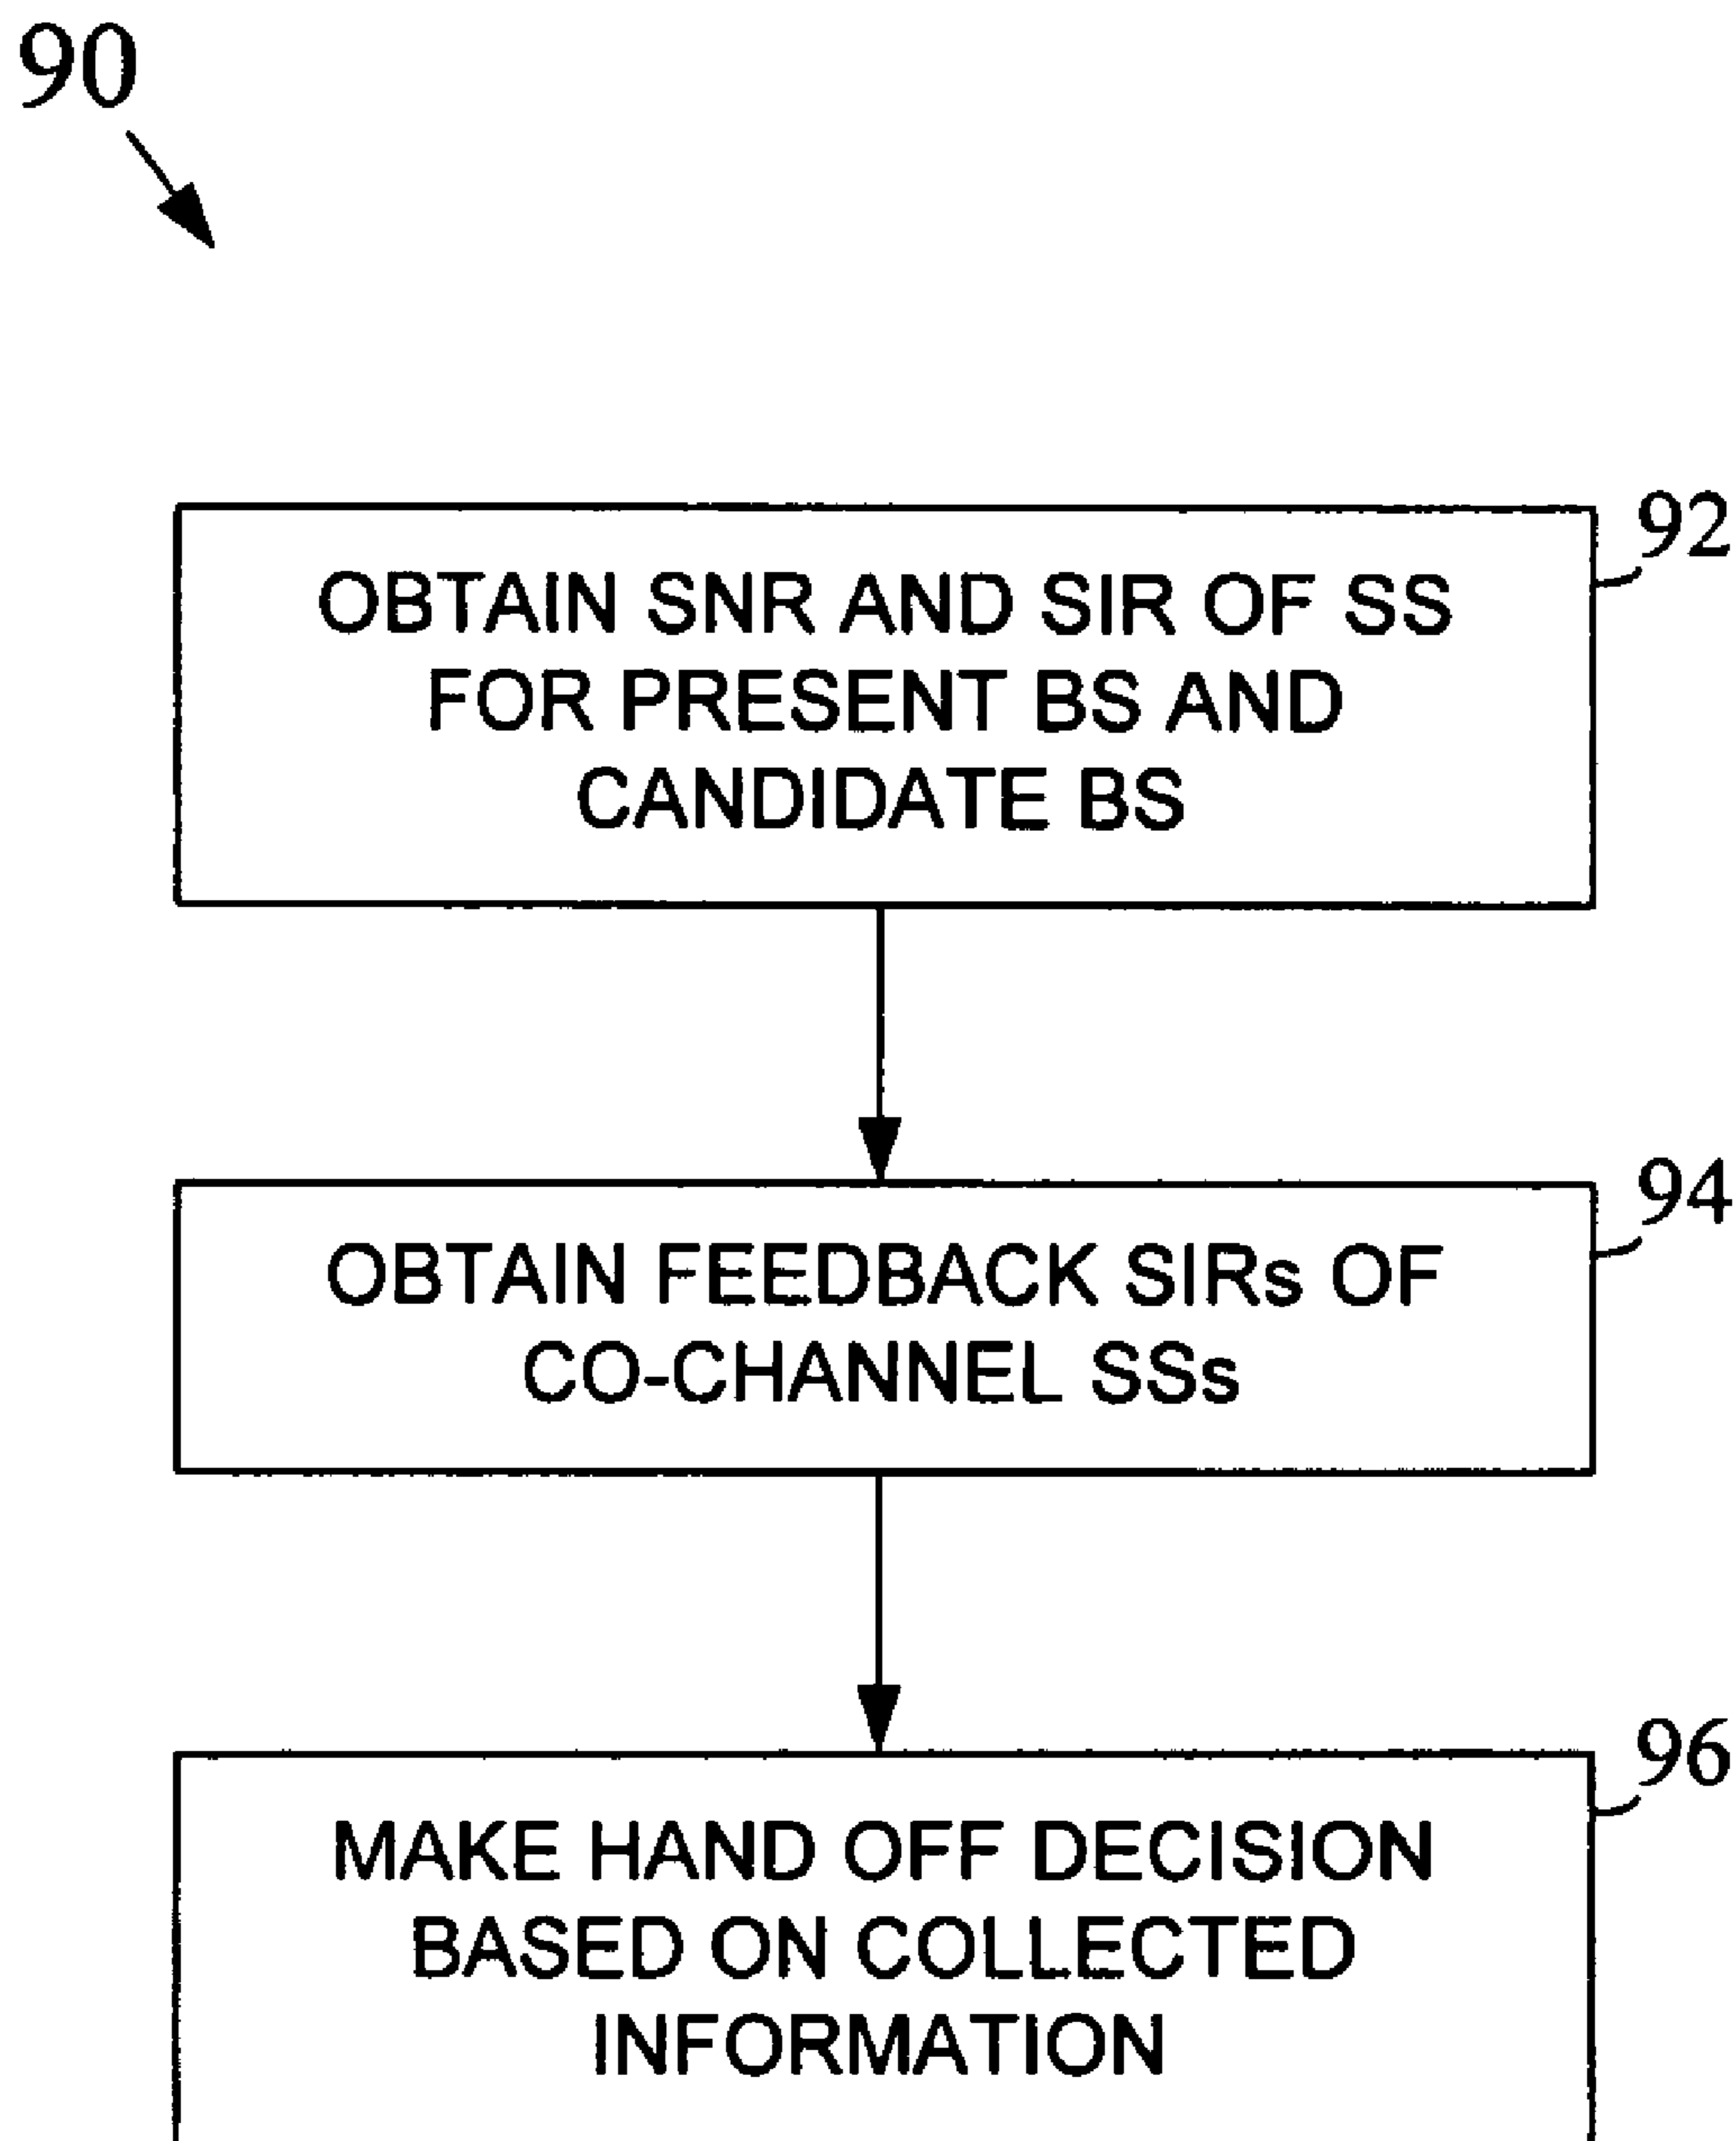 90
92
OBTAIN SNR AND SIR OF SS
FOR PRESENT BS AND
CANDIDATE BS
94
OBTAIN FEEDBACK SIRs OF
CO-CHANNEL SSs
96
MAKE HAND OFF DECISION
BASED ON COLLECTED
INFORMATION